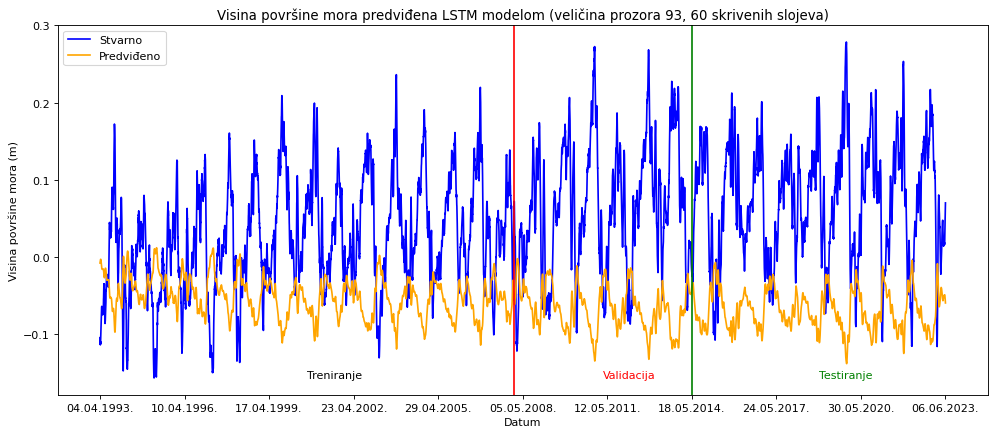 Visina površine mora predviđena LSTM modelom (veličina prozora 93, 60 skrivenih slojeva)
Stvarno
Predviđeno
Visina površine mora (m)
0.3
0.2
0.1
0.0
−0.1
Treniranje
Validacija
Testiranje
04.04.1993.
10.04.1996.
17.04.1999.
23.04.2002.
29.04.2005.
05.05.2008.
12.05.2011.
18.05.2014.
24.05.2017.
30.05.2020.
06.06.2023.
Datum